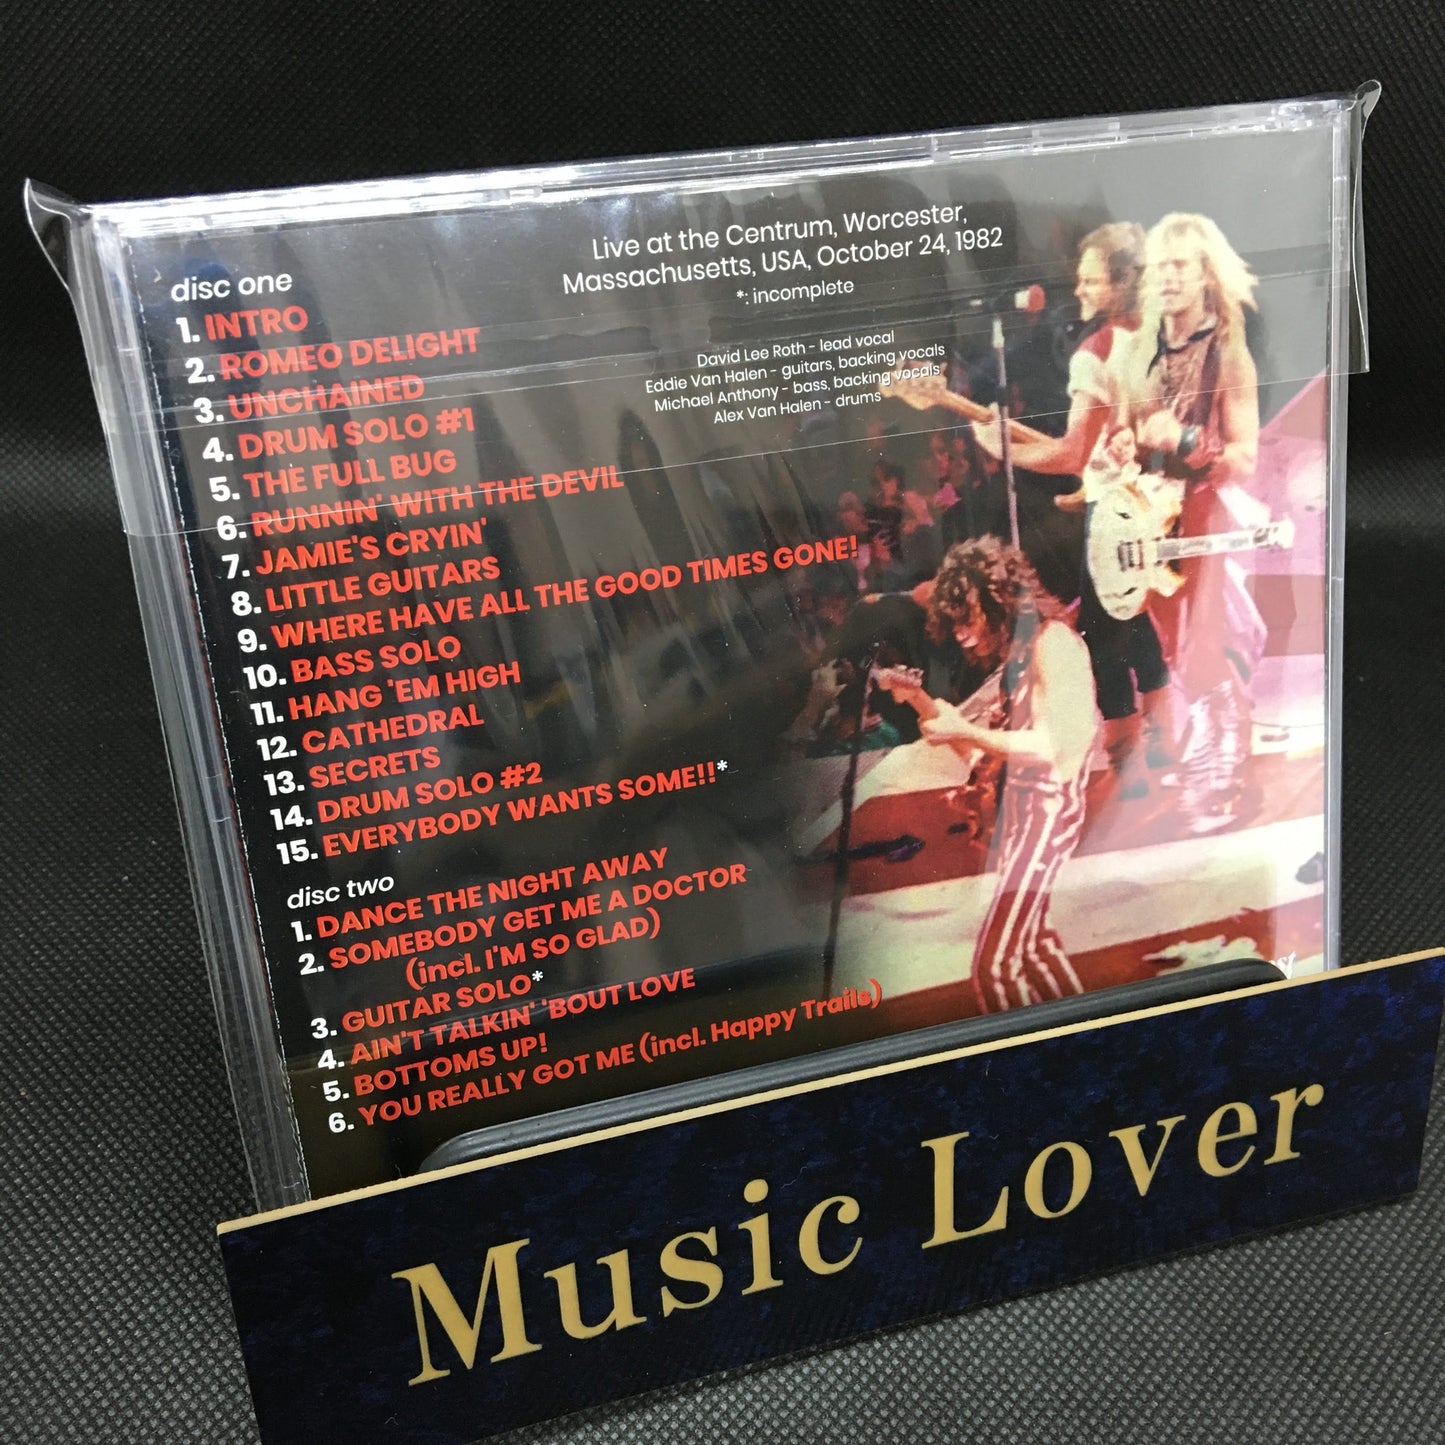 Live at the Centrum, Worcester,
Massachusetts, USA, October 24, 1982
*: incomplete
David Lee Roth - lead vocal
Eddie Van Halen - guitars, backing vocals
Michael Anthony - bass, backing vocals
Alex Van Halen - drums
disc one
1. INTRO
2. ROMEO DELIGHT
3. UNCHAINED
4. DRUM SOLO #1
5. THE FULL BUG
6. RUNNIN' WITH THE DEVIL
7. JAMIE'S CRYIN'
8. LITTLE GUITARS
9. WHERE HAVE ALL THE GOOD TIMES GONE!
10. BASS SOLO
11. HANG 'EM HIGH
12. CATHEDRAL
13. SECRETS
14. DRUM SOLO #2
15. EVERYBODY WANTS SOME!!*
disc two
1. DANCE THE NIGHT AWAY
2. SOMEBODY GET ME A DOCTOR
(incl. I'M SO GLAD)
3. GUITAR SOLO*
4. AIN'T TALKIN' 'BOUT LOVE
5. BOTTOMS UP!
6. YOU REALLY GOT ME (incl. Happy Trails)
Music Lover